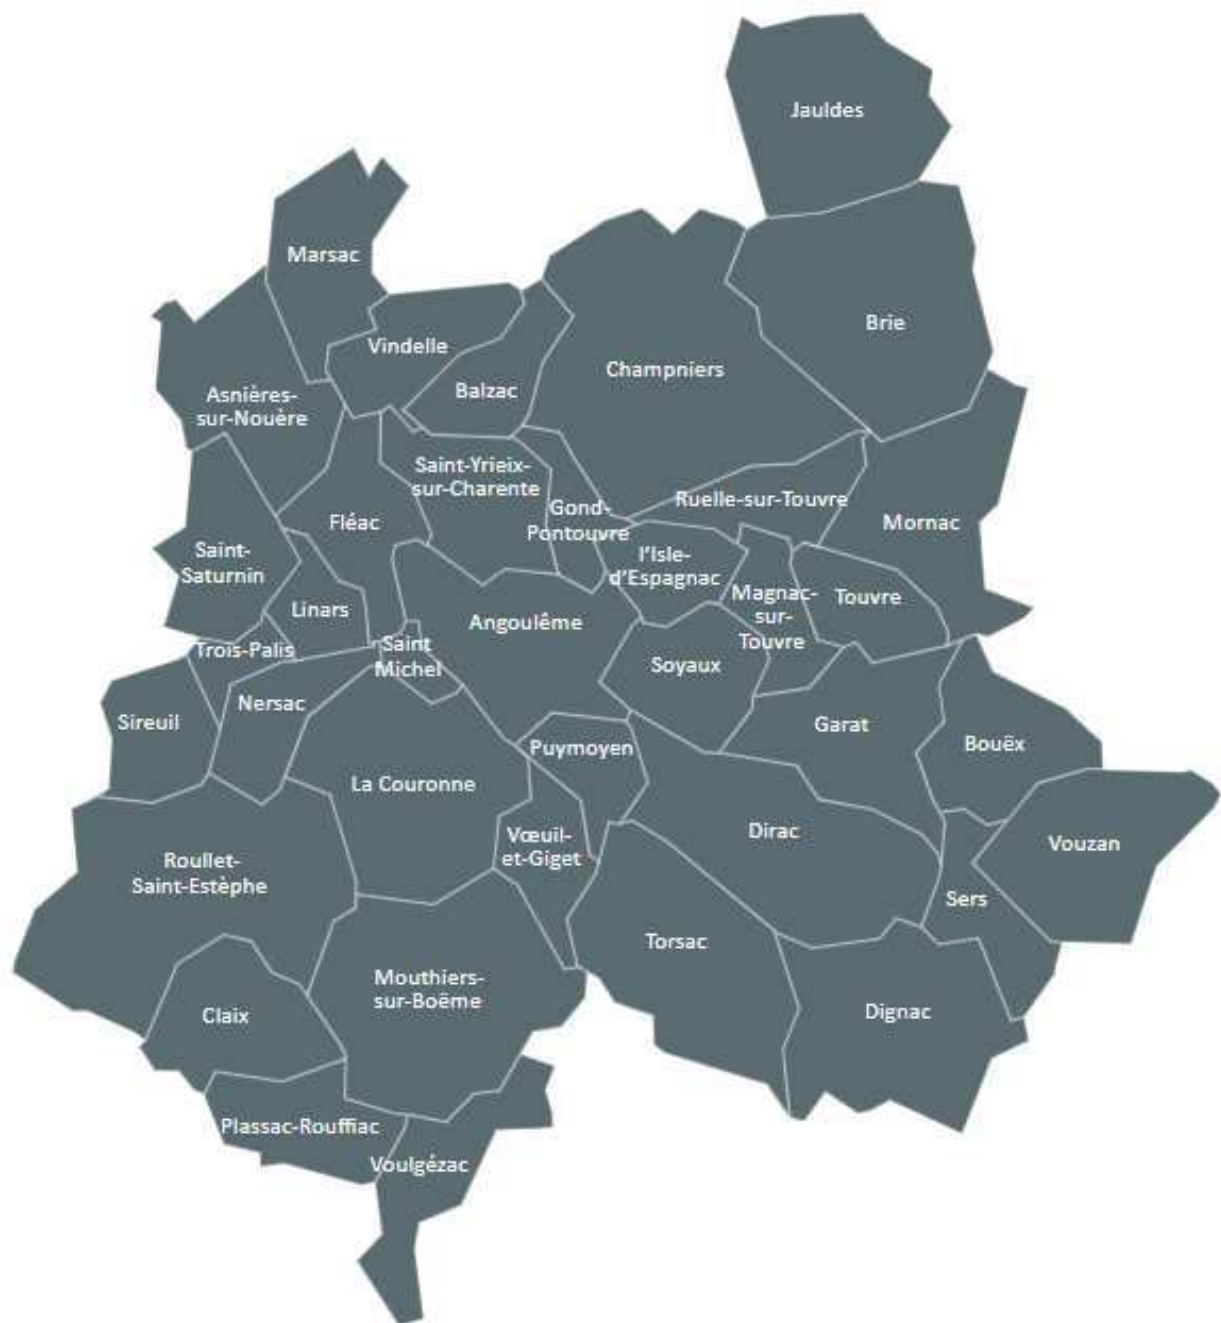 Jauldes
Marsac
Brie
Vindelle
Champniers
Balzac
Asnières-
sur-Nouère
Saint-Yrieix-
sur-Charente
Ruelle-sur-Touvre
Gond-
Pontouvre
Fléac
Mornac
Saint-
Saturnin
l'Isle-
d'Espagnac
Magnac-
sur-
Touvre
Touvre
Linars
Angoulême
Trois-Palis
Saint
Michel
Soyaux
Nersac
Sireuil
Garat
Bouëx
Puymoyen
La Couronne
Dirac
Vœuil-
et-Giget
Vouzan
Roullet-
Saint-Estèphe
Sers
Torsac
Mouthiers-
sur-Boëme
Claix
Dignac
Plassac-Rouffiac
Voulgézac